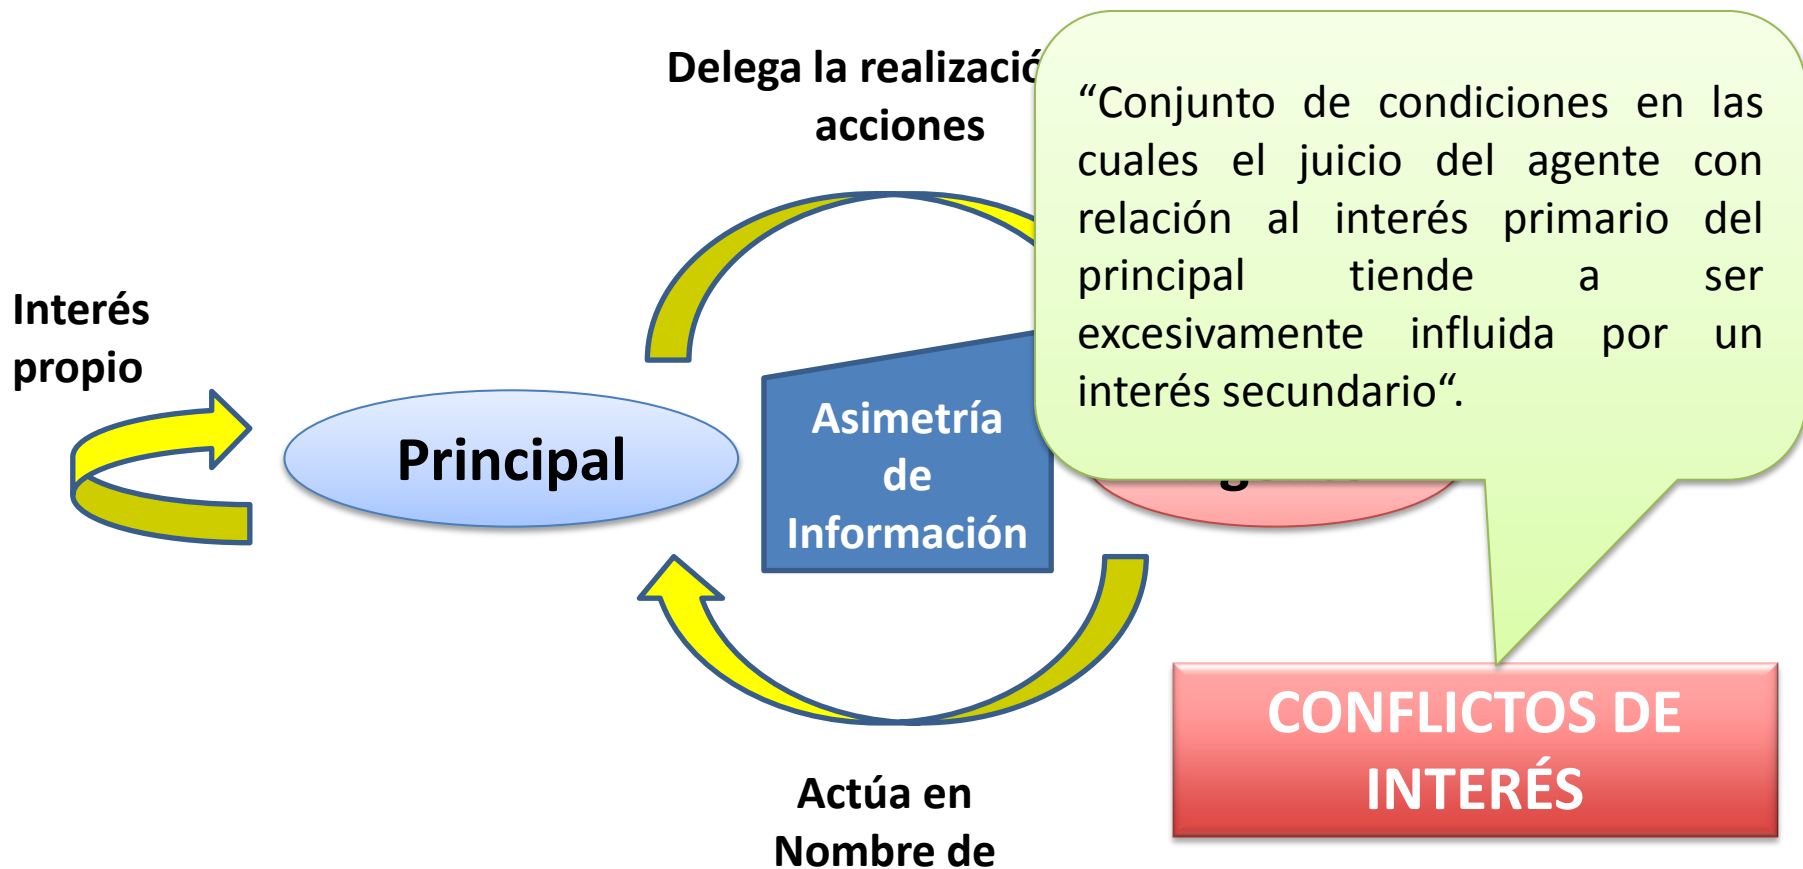 Delega la realizació
acciones
“Conjunto de condiciones en las
cuales el juicio del agente con
relación al interés primario del
principal tiende a ser
excesivamente influida por un
interés secundario“.
Interés
propio
Principal
Asimetría
de
Información
CONFLICTOS DE
INTERÉS
Actúa en
Nombre de